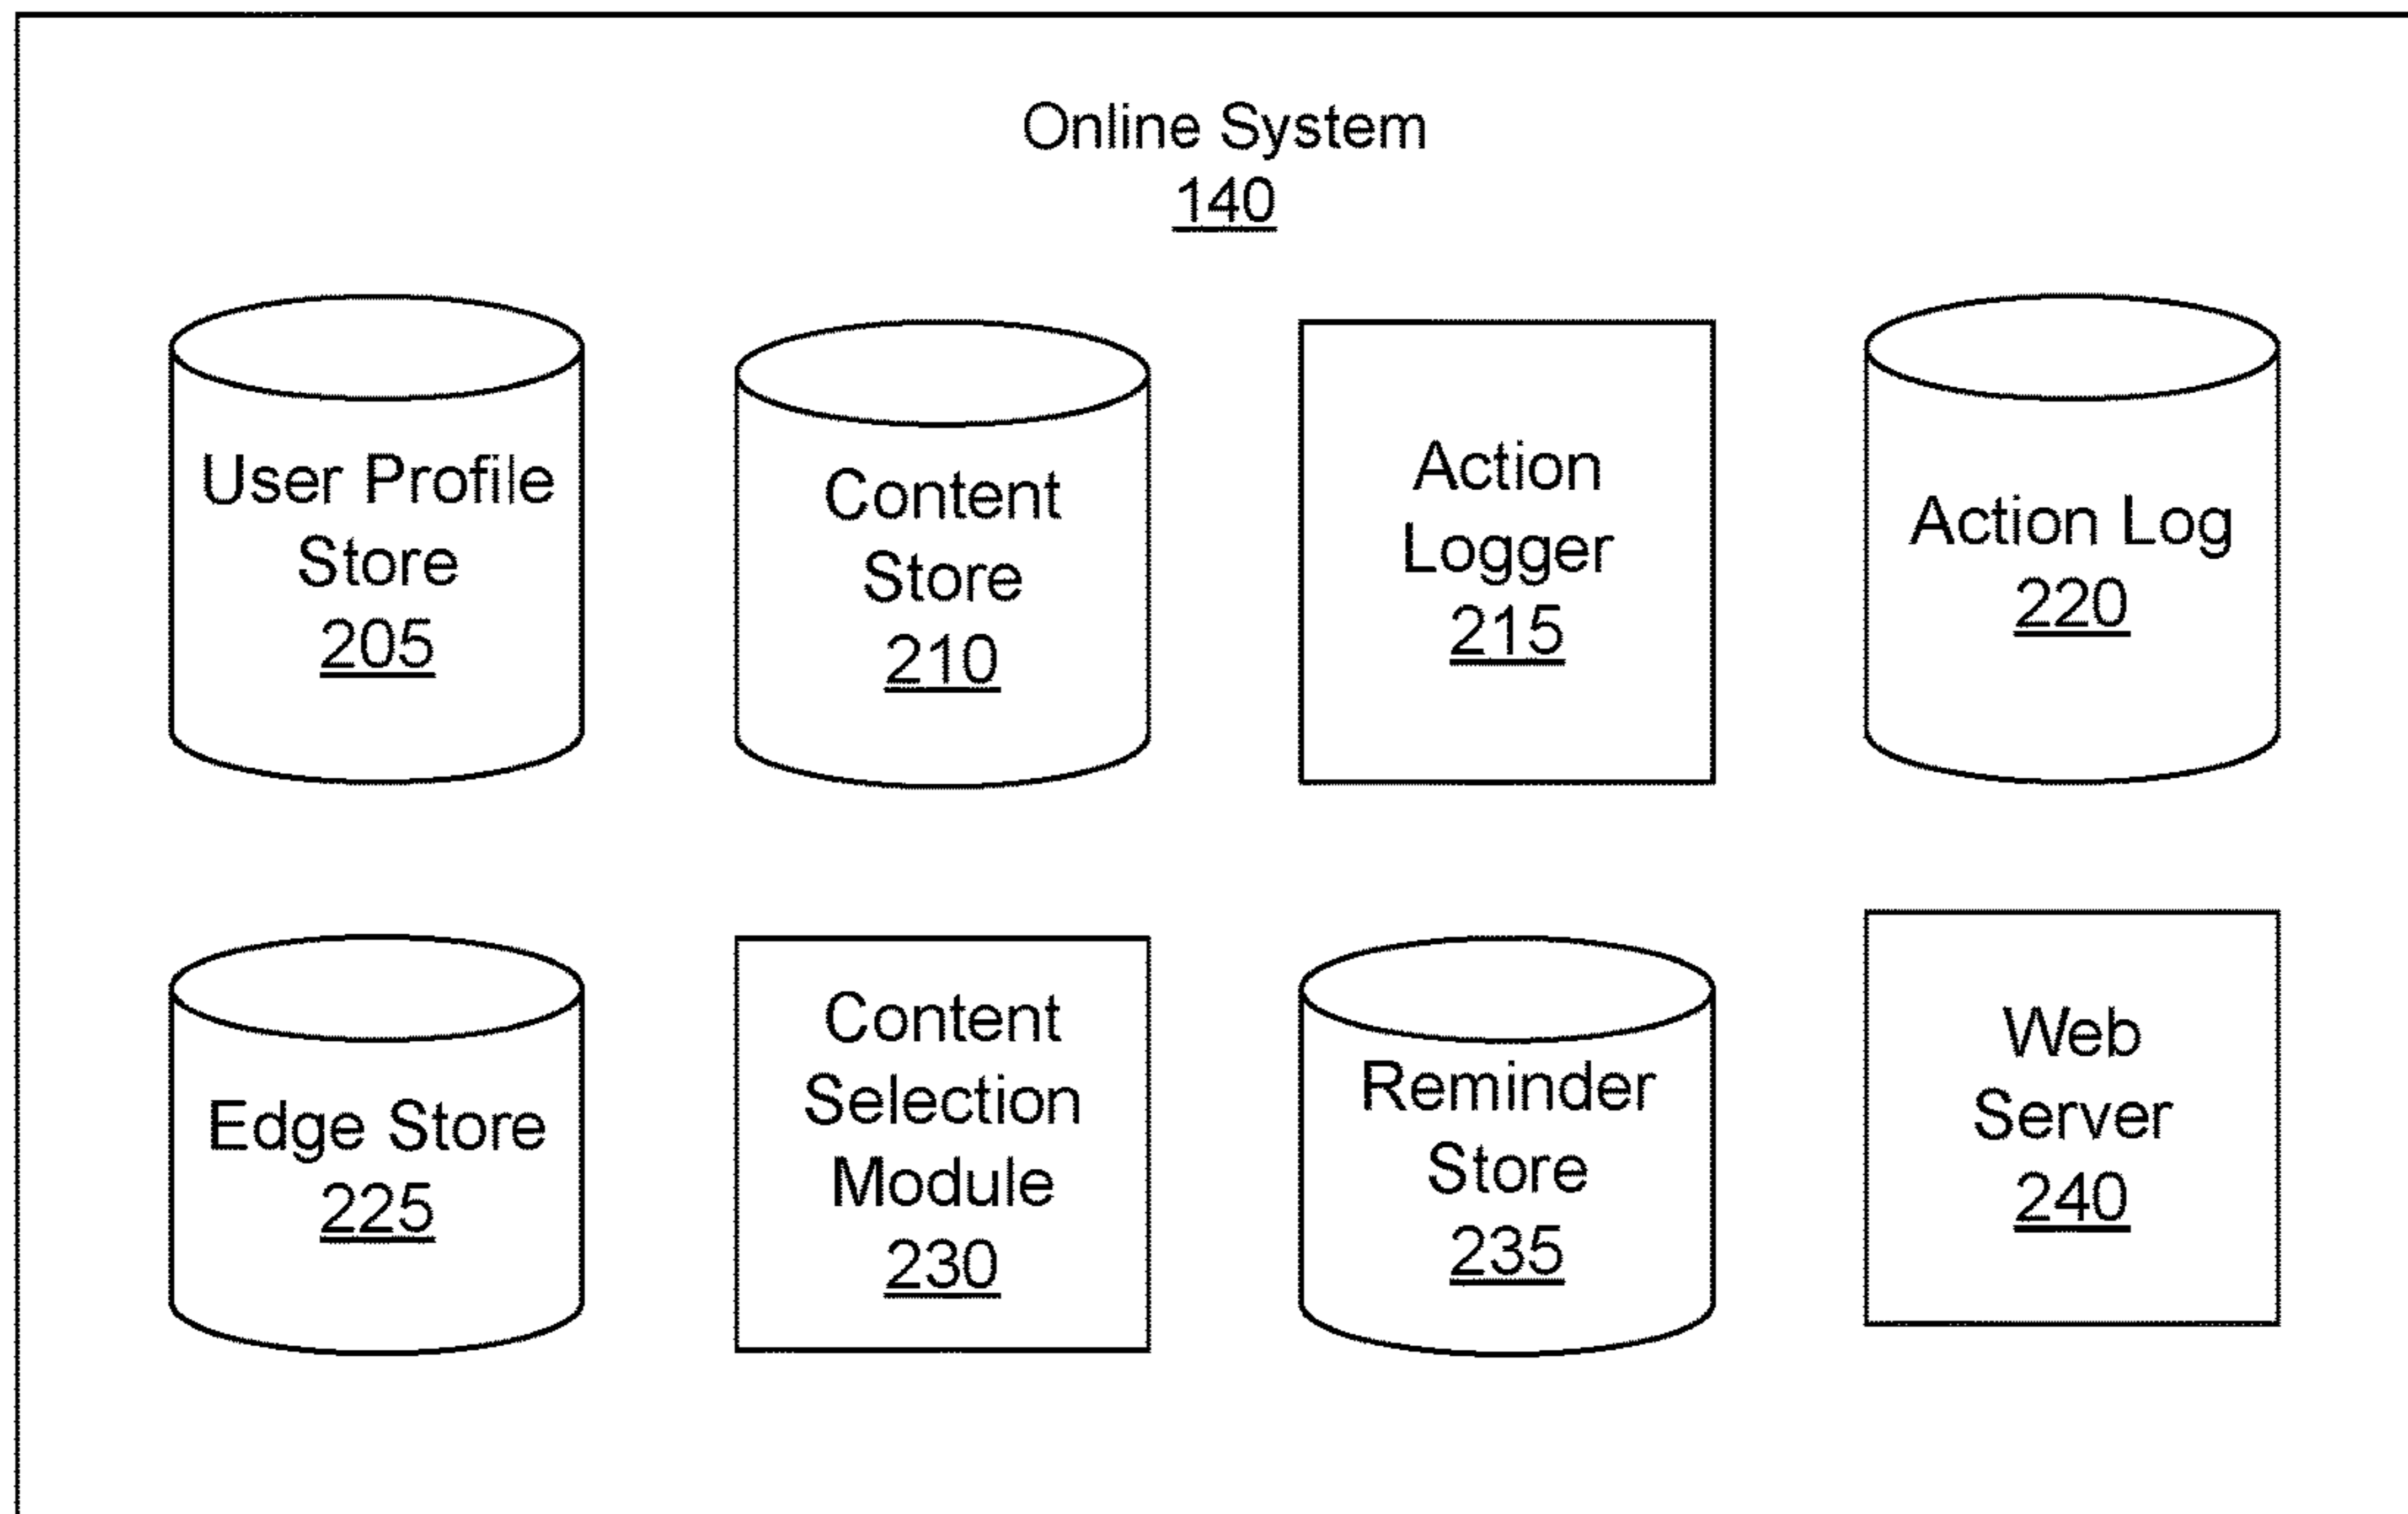 Online System
140
User Profile
Store
205
Content
Store
210
Action
Logger
215
Action Log
220
Edge Store
225
Content
Selection
Module
230
Reminder
Store
235
Web
Server
240